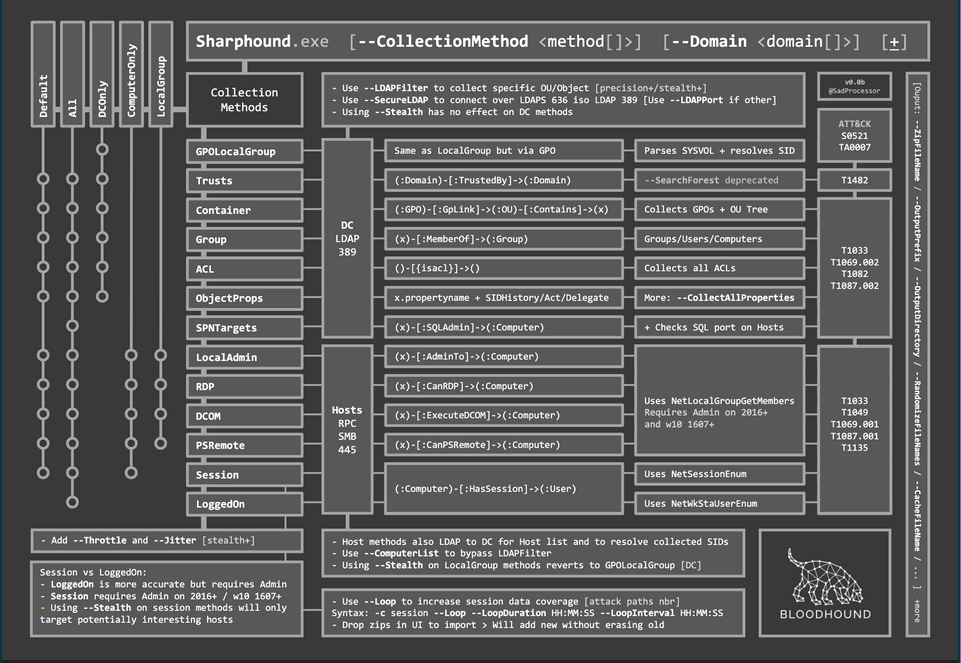 Default
All
DCOnly
ComputerOnly
LocalGroup
Sharphound.exe [--CollectionMethod <method[]>] [--Domain <domain[]>] [+]
Collection
Methods
- Use --LDAPFilter to collect specific OU/Object [precision+/stealth+]
- Use --SecureLDAP to connect over LDAPS 636 iso LDAP 389 [Use --LDAPPort if other]
- Using --Stealth has no effect on DC methods
v0.0b
@SadProcessor
ATT&CK
S0521
TA0007
GPOLocalGroup
Same as LocalGroup but via GPO
Parses SYSVOL + resolves SID
Trusts
(:Domain)-[:TrustedBy]->(:Domain)
--SearchForest deprecated
T1482
Container
(:GPO)-[:GpLink]->(:OU)-[:Contains]->(x)
Collects GPOs + OU Tree
DC
LDAP
389
Group
(x)-[:MemberOf]->(:Group)
Groups/Users/Computers
T1033
T1069.002
T1082
T1087.002
ACL
()-[{isacl}]->()
Collects all ACLs
ObjectProps
x.propertyname + SIDHistory/Act/Delegate
More: --CollectAllProperties
SPNTargets
(x)-[:SQLAdmin]->(:Computer)
+ Checks SQL port on Hosts
LocalAdmin
(x)-[:AdminTo]->(:Computer)
RDP
(x)-[:CanRDP]->(:Computer)
Hosts
RPC
SMB
445
Uses NetLocalGroupGetMembers
Requires Admin on 2016+
and w10 1607+
T1033
T1049
T1069.001
T1087.001
T1135
DCOM
(x)-[:ExecuteDCOM]->(:Computer)
PSRemote
(x)-[:CanPSRemote]->(:Computer)
Session
(:Computer)-[:HasSession]->(:User)
Uses NetSessionEnum
LoggedOn
Uses NetWkStaUserEnum
[Ouput: --ZipFileName / --OutputPrefix / --OutputDirectory / --RandomizeFileNames / --CacheFileName / ... ] +more
- Add --Throttle and --Jitter [stealth+]
- Host methods also LDAP to DC for Host list and to resolve collected SIDs
- Use --ComputerList to bypass LDAPFilter
- Using --Stealth on LocalGroup methods reverts to GPOLocalGroup [DC]
Session vs LoggedOn:
- LoggedOn is more accurate but requires Admin
- Session requires Admin on 2016+ / w10 1607+
- Using --Stealth on session methods will only
target potentially interesting hosts
- Use --Loop to increase session data coverage [attack paths nbr]
Syntax: -c session --Loop --LoopDuration HH:MM:SS --LoopInterval HH:MM:SS
- Drop zips in UI to import > Will add new without erasing old
BLOODHOUND